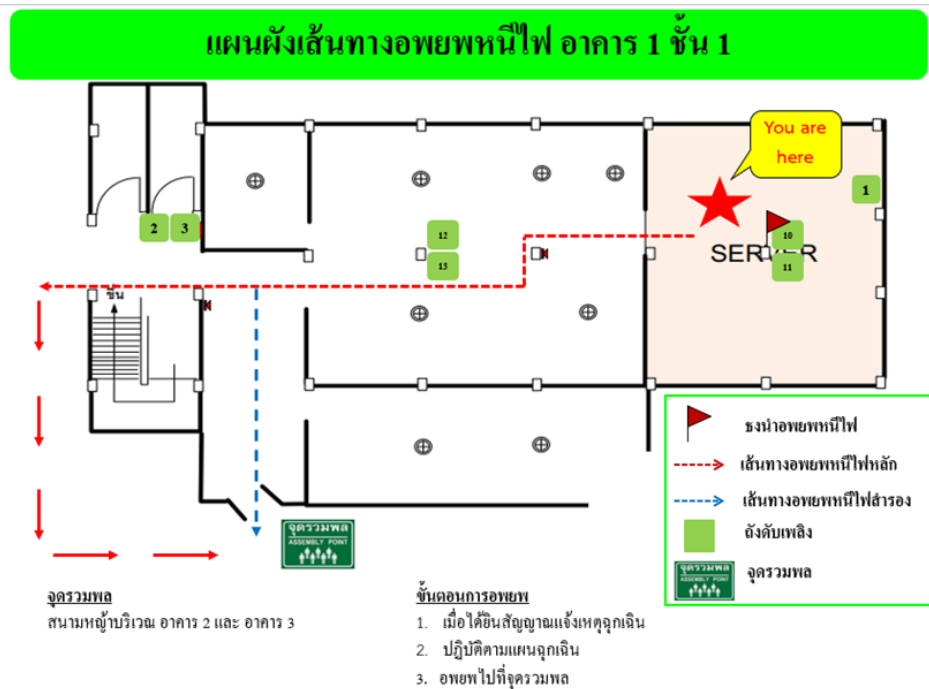 แผนผังเส้นทางอพยพหนีไฟ อาคาร 1 ชั้น 1
You are
here
1
2
3
12
13
10
SERVER
11
ขึ้น
ธงนำอพยพหนีไฟ
เส้นทางอพยพหนีไฟหลัก
เส้นทางอพยพหนีไฟสำรอง
ถังดับเพลิง
จุดรวมพล
ASSEMBLY POINT
จุดรวมพล
ASSEMBLY POINT
จุดรวมพล
จุดรวมพล
สนามหญ้าบริเวณ อาคาร 2 และ อาคาร 3
ขั้นตอนการอพยพ
1. เมื่อได้ยินสัญญาณแจ้งเหตุฉุกเฉิน
2. ปฏิบัติตามแผนฉุกเฉิน
3. อพยพไปที่จุดรวมพล